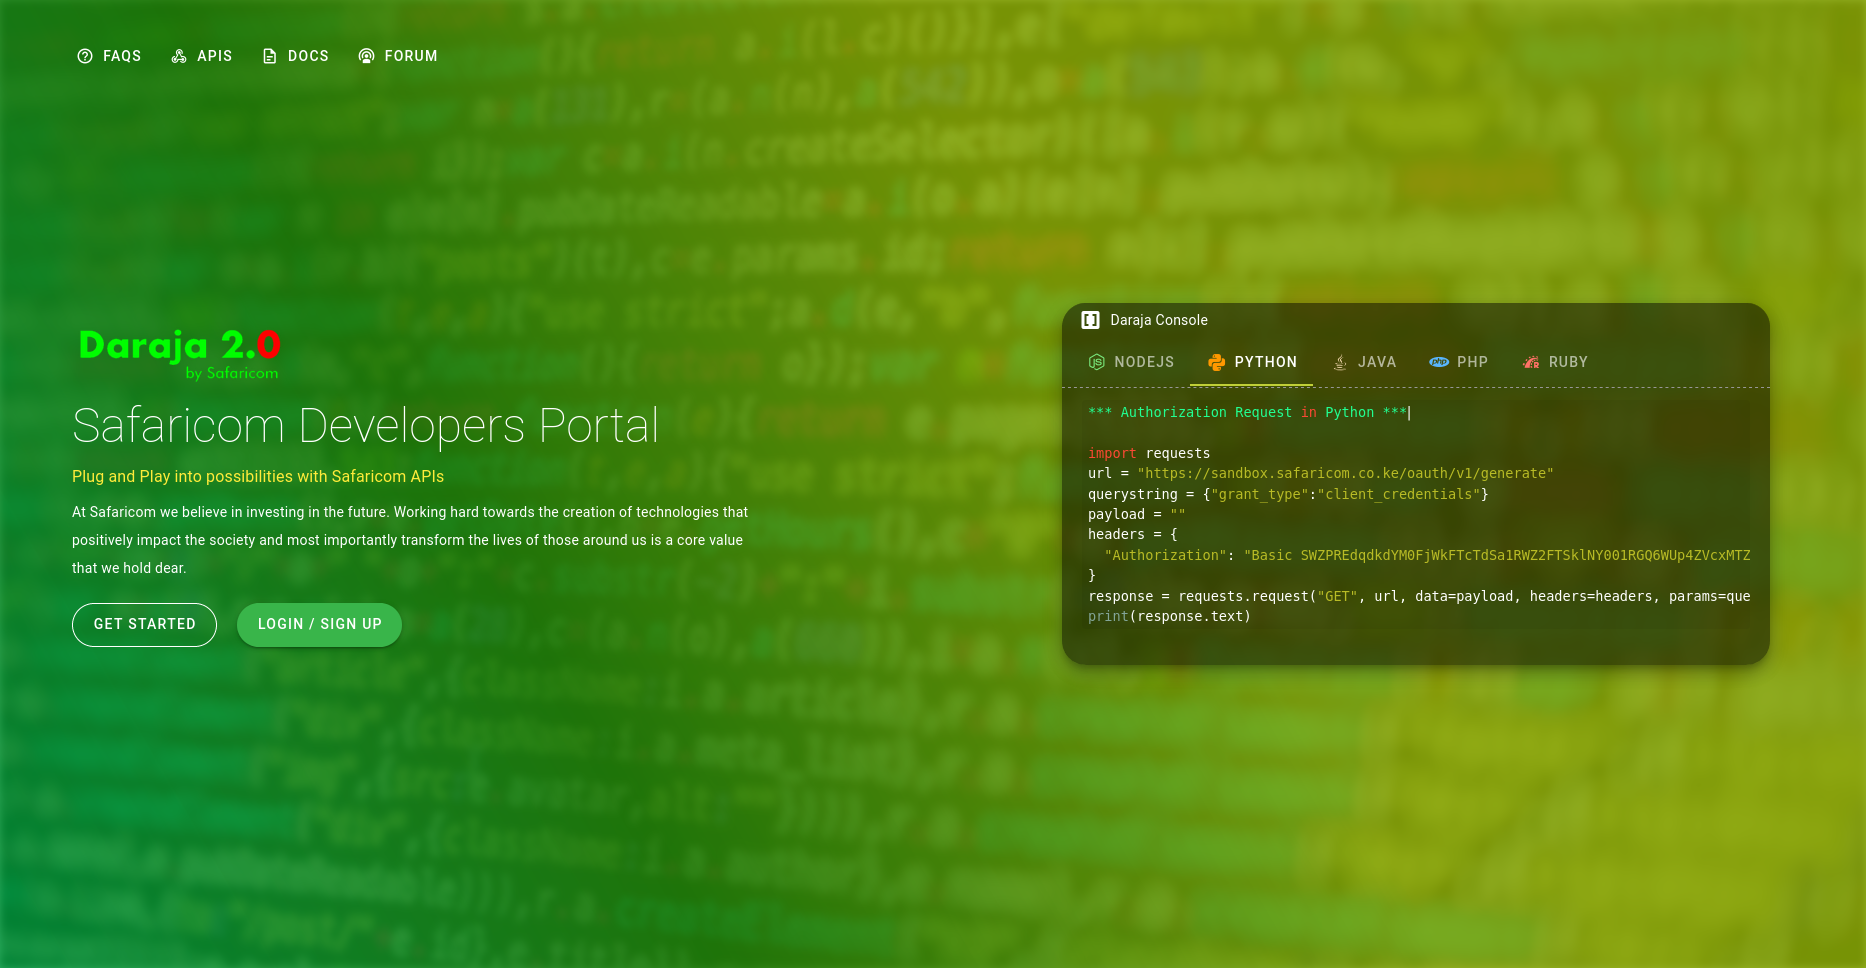 FAQS APIS DOCS FORUM
Daraja 2.0
by Safaricom
Safaricom Developers Portal
Plug and Play into possibilities with Safaricom APIs
At Safaricom we believe in investing in the future. Working hard towards the creation of technologies that
positively impact the society and most importantly transform the lives of those around us is a core value
that we hold dear.
GET STARTED LOGIN / SIGN UP
[] Daraja Console
NODEJS PYTHON JAVA PHP RUBY
*** Authorization Request in Python ***
import requests
url = "https://sandbox.safaricom.co.ke/oauth/v1/generate"
querystring = {"grant_type":"client_credentials"}
payload = ""
headers = {
"Authorization": "Basic SWZPREdqdkdYM0FjWkFTcTdSa1RWZ2FTSklNY001RGQ6WUp4ZVcxMTZ
}
response = requests.request("GET", url, data=payload, headers=headers, params=que
print(response.text)